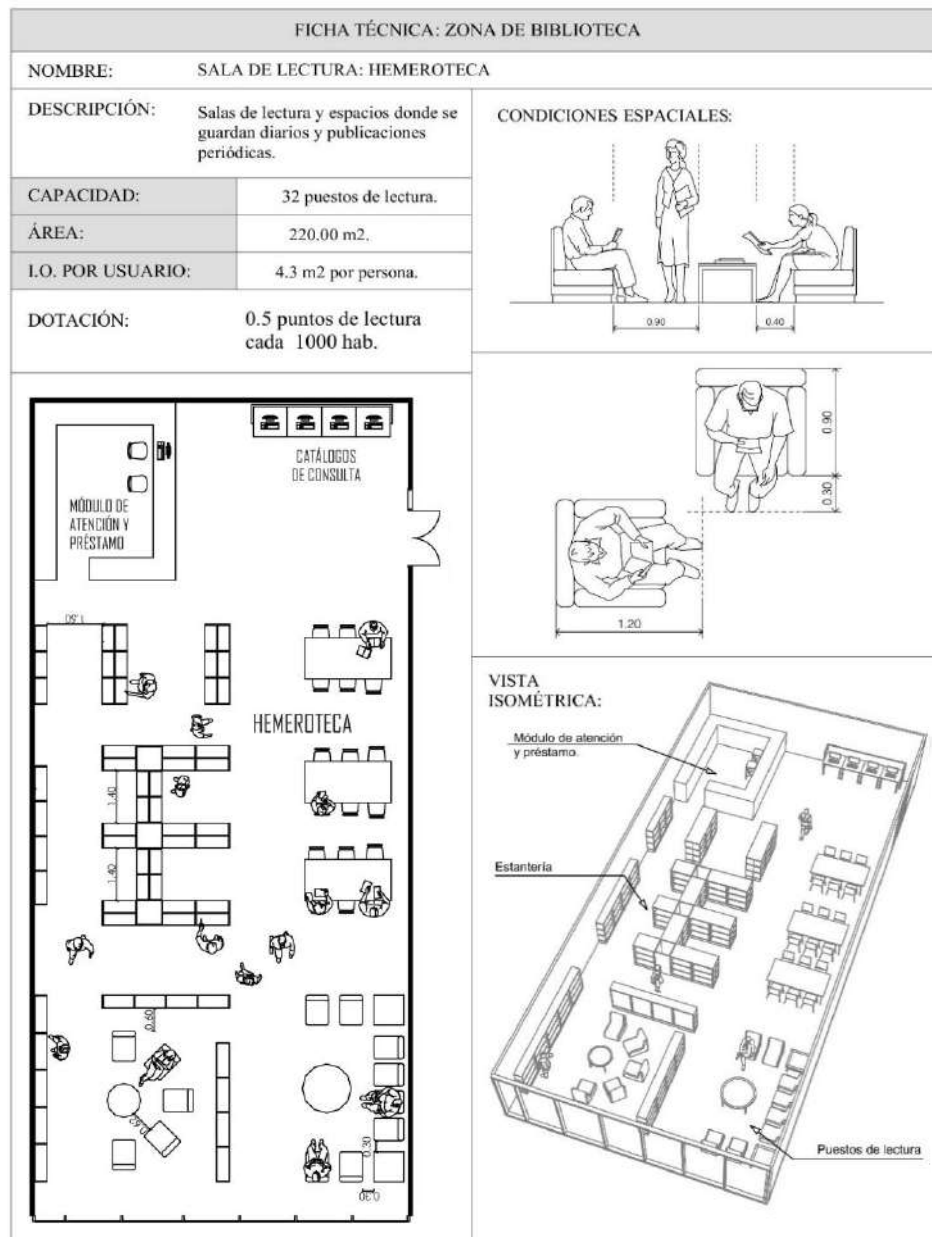 FICHA TÉCNICA: ZONA DE BIBLIOTECA
NOMBRE: SALA DE LECTURA: HEMEROTECA
DESCRIPCIÓN: Salas de lectura y espacios donde se
guardan diarios y publicaciones
periódicas.
CAPACIDAD: 32 puestos de lectura.
ÁREA: 220.00 m2.
I.O. POR USUARIO: 4.3 m2 por persona.
DOTACIÓN: 0.5 puntos de lectura
cada 1000 hab.
CONDICIONES ESPACIALES:
0.90
0.40
0.90
0.30
1.20
CATÁLOGOS
DE CONSULTA
MÓDULO DE
ATENCIÓN Y
PRÉSTAMO
1.50
HEMEROTECA
1.40
1.40
0.60
0.90
0.30
0.30
VISTA
ISOMÉTRICA:
Módulo de atención
y préstamo.
Estantería
Puestos de lectura